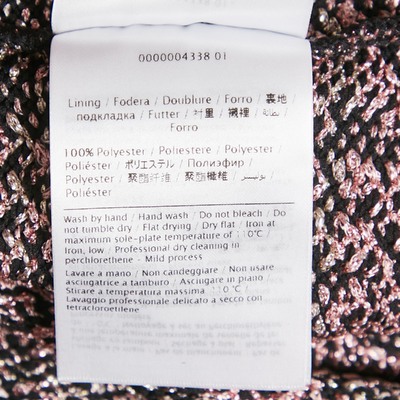 0000004338 01
Lining / Fodera / Doublure / Forro / 裏地 /
подкладка / Futter / 衬里 / 襯裡 / بطانة /
Forro
100% Polyester / Poliestere / Polyester /
Poliéster / ポリエステル / Полиэфир /
Polyester / 聚酯纤维 / 聚酯纖維 / بوليستر /
Poliéster
Wash by hand / Hand wash / Do not bleach / Do
not tumble dry / Flat drying / Dry flat / Iron at
maximum sole-plate temperature of 110°C /
Iron, low / Professional dry cleaning in
perchlorethene - Mild process
Lavare a mano / Non candeggiare / Non usare
asciugatrice a tamburo / Asciugare in piano /
Stirare a temperatura massima 110°C /
Lavaggio professionale delicato a secco con
tetracloroetilene